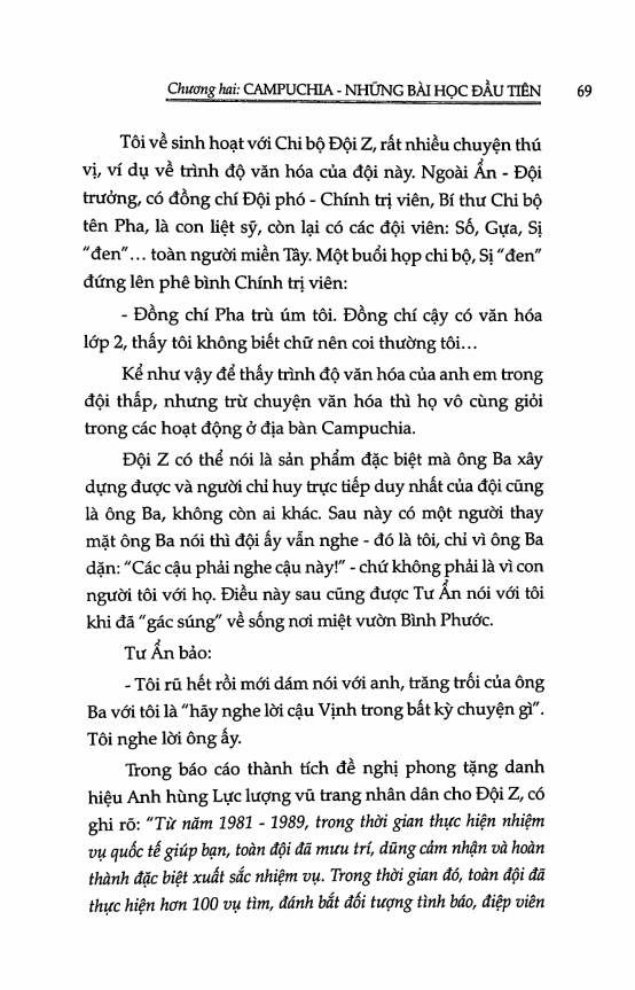 Chương hai: CAMPUCHIA - NHỮNG BÀI HỌC ĐẦU TIÊN 69
Tôi về sinh hoạt với Chi bộ Đội Z, rất nhiều chuyện thú
vị, ví dụ về trình độ văn hóa của đội này. Ngoài Ẩn - Đội
trưởng, có đồng chí Đội phó - Chính trị viên, Bí thư Chi bộ
tên Pha, là con liệt sỹ, còn lại có các đội viên: Số, Gựa, Sị
"đen"... toàn người miền Tây. Một buổi họp chi bộ, Sị "đen"
đứng lên phê bình Chính trị viên:
- Đồng chí Pha trù úm tôi. Đồng chí cậy có văn hóa
lớp 2, thấy tôi không biết chữ nên coi thường tôi...
Kể như vậy để thấy trình độ văn hóa của anh em trong
đội thấp, nhưng trừ chuyện văn hóa thì họ vô cùng giỏi
trong các hoạt động ở địa bàn Campuchia.
Đội Z có thể nói là sản phẩm đặc biệt mà ông Ba xây
dựng được và người chỉ huy trực tiếp duy nhất của đội cũng
là ông Ba, không còn ai khác. Sau này có một người thay
mặt ông Ba nói thì đội ấy vẫn nghe - đó là tôi, chỉ vì ông Ba
dặn: "Các cậu phải nghe cậu này!" - chứ không phải là vì con
người tôi với họ. Điều này sau cũng được Tư Ẩn nói với tôi
khi đã "gác súng" về sống nơi miệt vườn Bình Phước.
Tư Ẩn bảo:
- Tôi rũ hết rồi mới dám nói với anh, trăng trối của ông
Ba với tôi là "hãy nghe lời cậu Vịnh trong bất kỳ chuyện gì".
Tôi nghe lời ông ấy.
Trong báo cáo thành tích đề nghị phong tặng danh
hiệu Anh hùng Lực lượng vũ trang nhân dân cho Đội Z, có
ghi rõ: "Từ năm 1981 - 1989, trong thời gian thực hiện nhiệm
vụ quốc tế giúp bạn, toàn đội đã mưu trí, dũng cảm nhận và hoàn
thành đặc biệt xuất sắc nhiệm vụ. Trong thời gian đó, toàn đội đã
thực hiện hơn 100 vụ tìm, đánh bắt đối tượng tình báo, điệp viên